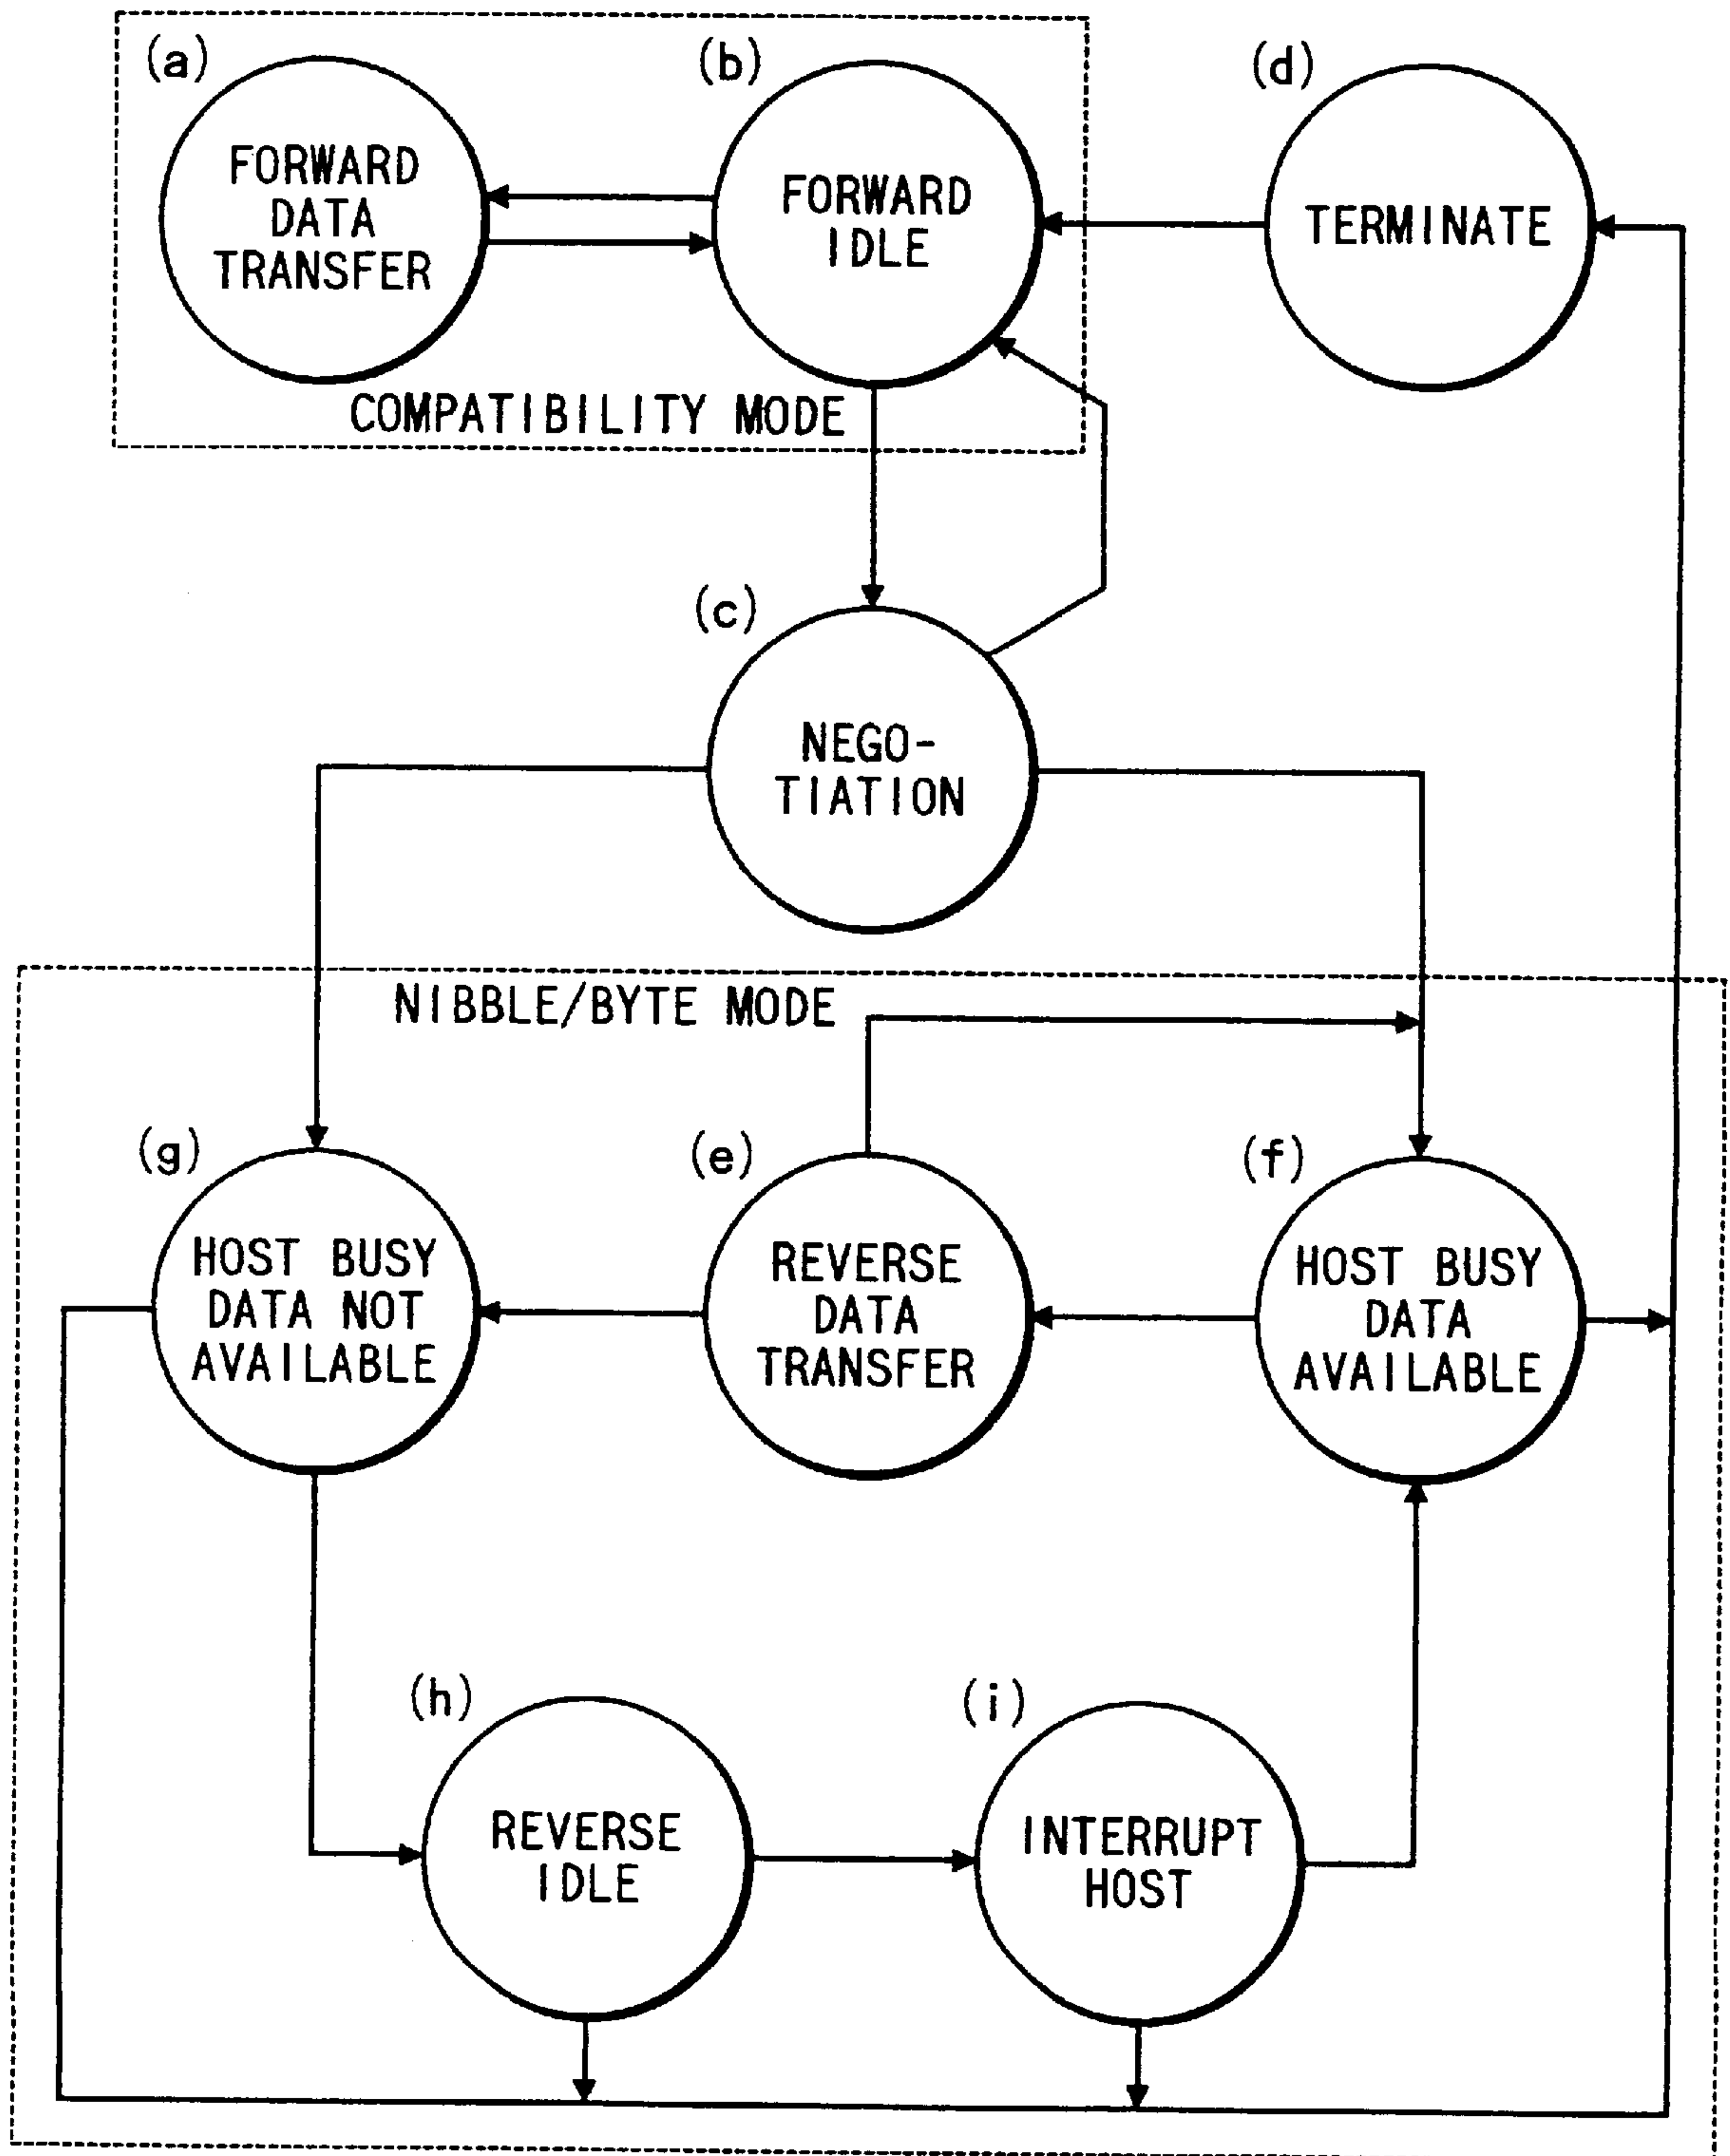 (a)
FORWARD
DATA
TRANSFER
(b)
FORWARD
IDLE
(d)
TERMINATE
COMPATIBILITY MODE
(c)
NEGO-
TIATION
NIBBLE/BYTE MODE
(g)
HOST BUSY
DATA NOT
AVAILABLE
(e)
REVERSE
DATA
TRANSFER
(f)
HOST BUSY
DATA
AVAILABLE
(h)
REVERSE
IDLE
(i)
INTERRUPT
HOST